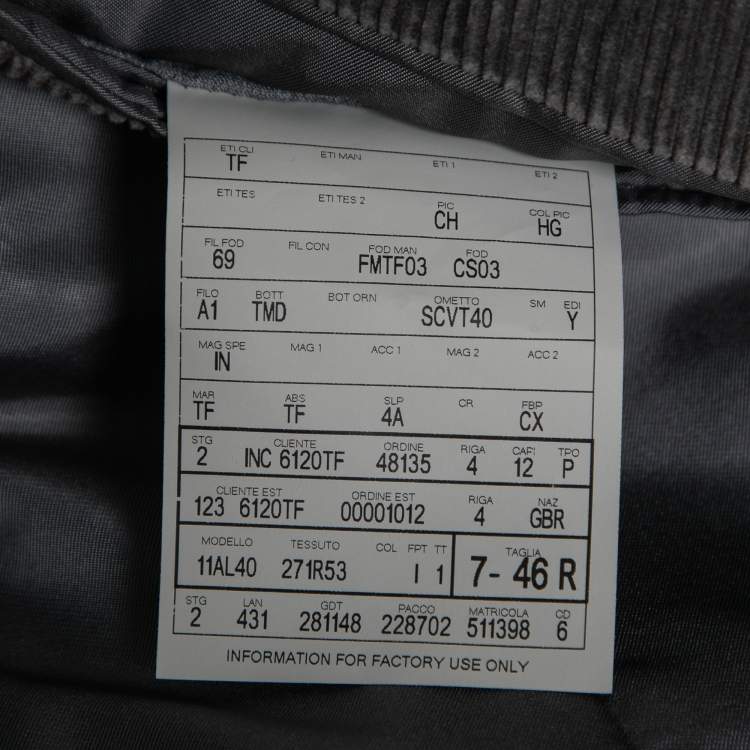 ETI CLI ETI MAN ETI 1 ETI 2
TF
ETI TES ETI TES 2 PIC COL PIC
CH HG
FIL FOD FIL CON FOD MAN FOD
69 FMTF03 CS03
FILO BOTT BOT ORN OMETTO SM EDI
A1 TMD SCVT40 Y
MAG SPE MAG 1 ACC 1 MAG 2 ACC 2
IN
MAR ABS SLP CR FBP
TF TF 4A CX
STG CLIENTE ORDINE RIGA CAPI TPO
2 INC 6120TF 48135 4 12 P
CLIENTE EST ORDINE EST RIGA NAZ
123 6120TF 00001012 4 GBR
MODELLO TESSUTO COL FPT TT TAGLIA
11AL40 271R53 I 1 7- 46 R
STG LAN GDT PACCO MATRICOLA CD
2 431 281148 228702 511398 6
INFORMATION FOR FACTORY USE ONLY